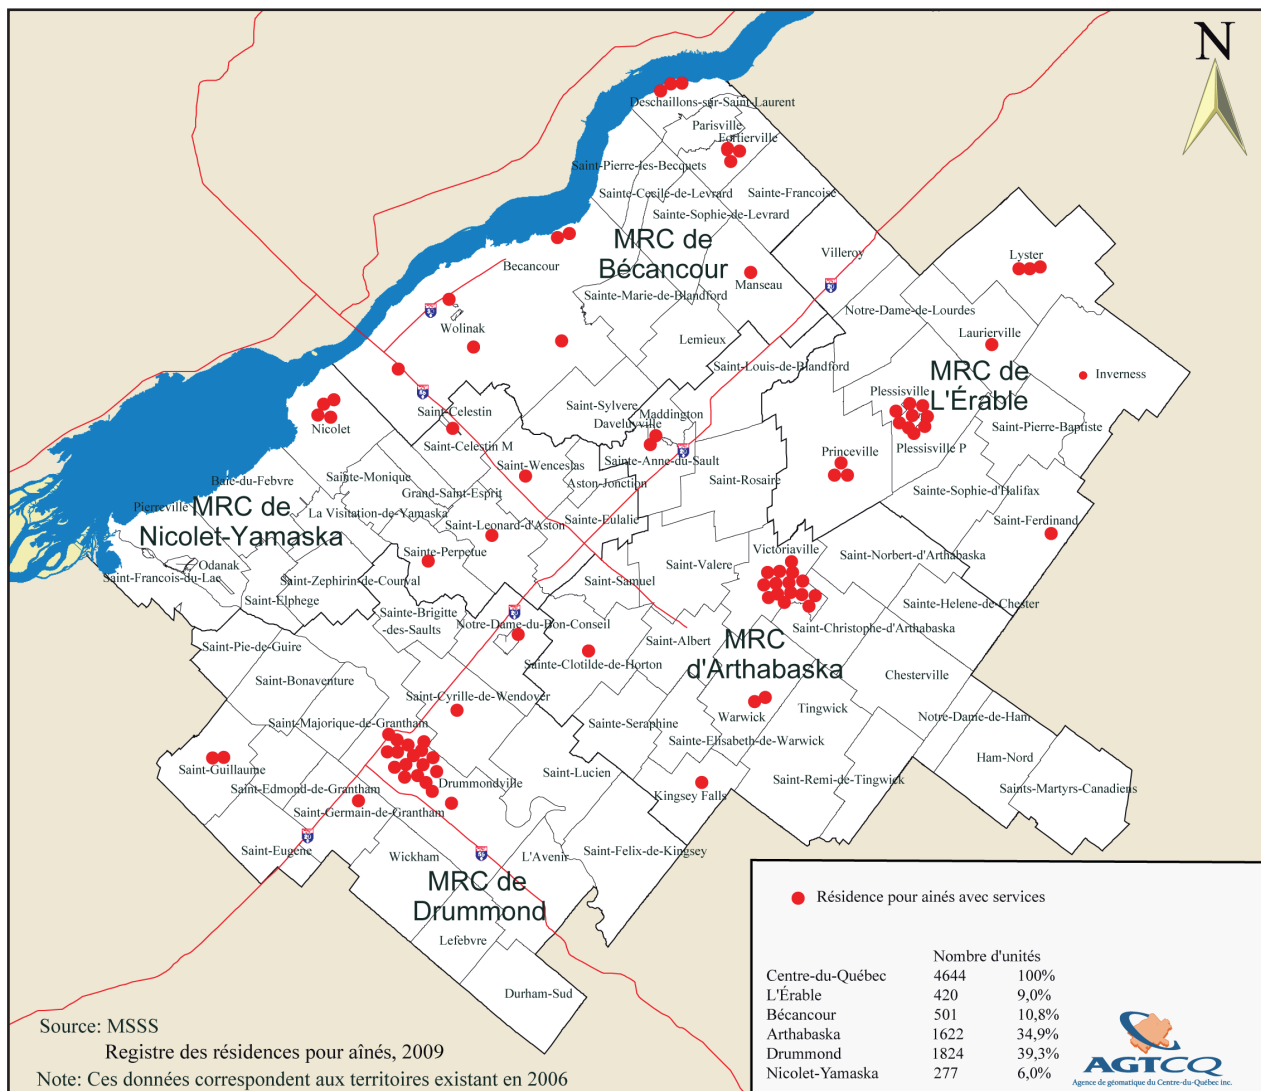 N
Deschaillons-sur-Saint-Laurent
Parisville
Fortierville
Saint-Pierre-les-Becquets
Sainte-Cecile-de-Levrard
Sainte-Francoise
Sainte-Sophie-de-Levrard
MRC de
Bécancour
Villeroy
Lyster
Becancour
Manseau
Sainte-Marie-de-Blandford
Notre-Dame-de-Lourdes
Wolinak
Lemieux
Laurierville
Saint-Louis-de-Blandford
MRC de
L'Érable
Inverness
Plessisville
Saint-Celestin
Saint-Sylvere
Maddington
Daveluyville
Saint-Pierre-Baptiste
Nicolet
Saint-Celestin M
Plessisville P
Princeville
Sainte-Anne-du-Sault
Saint-Wenceslas
Sainte-Monique
Baie-du-Febvre
Aston-Jonction
Saint-Rosaire
Grand-Saint-Esprit
Sainte-Sophie-d'Halifax
Pierreville
MRC de
Nicolet-Yamaska
La Visitation-de-Yamaska
Saint-Leonard-d'Aston
Sainte-Eulalie
Saint-Ferdinand
Sainte-Perpetue
Victoriaville
Saint-Norbert-d'Arthabaska
Odanak
Saint-Francois-du-Lac
Saint-Zephirin-de-Courval
Saint-Samuel
Saint-Valere
Saint-Elphege
Sainte-Brigitte
-des-Saults
Notre-Dame-du-Bon-Conseil
Sainte-Helene-de-Chester
Saint-Christophe-d'Arthabaska
Saint-Albert
MRC
d'Arthabaska
Saint-Pie-de-Guire
Sainte-Clotilde-de-Horton
Chesterville
Saint-Bonaventure
Saint-Cyrille-de-Wendover
Tingwick
Warwick
Notre-Dame-de-Ham
Saint-Majorique-de-Grantham
Sainte-Seraphine
Sainte-Elisabeth-de-Warwick
Ham-Nord
Saint-Guillaume
Saint-Lucien
Saint-Remi-de-Tingwick
Drummondville
Saint-Edmond-de-Grantham
Saints-Martyrs-Canadiens
Kingsey Falls
Saint-Germain-de-Grantham
Saint-Eugene
Wickham
L'Avenir
Saint-Felix-de-Kingsey
MRC de
Drummond
Lefebvre
Durham-Sud
Résidence pour ainés avec services
Nombre d'unités
Centre-du-Québec 4644 100%
L'Érable 420 9,0%
Bécancour 501 10,8%
Arthabaska 1622 34,9%
Drummond 1824 39,3%
Nicolet-Yamaska 277 6,0%
AGTCQ
Agence de géomatique du Centre-du-Québec inc.
Source: MSSS
Registre des résidences pour aînés, 2009
Note: Ces données correspondent aux territoires existant en 2006